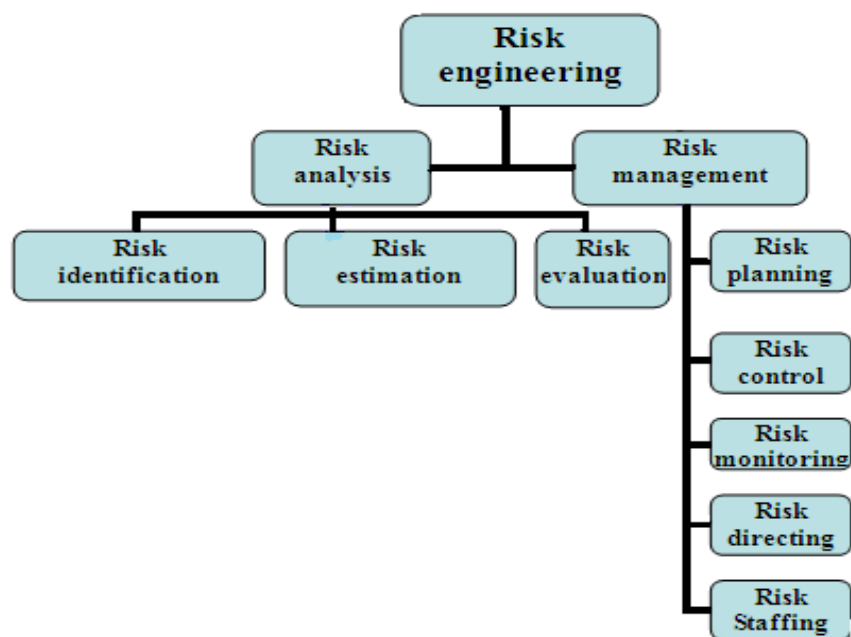 Risk
engineering
Risk
analysis
Risk
management
Risk
identification
Risk
estimation
Risk
evaluation
Risk
planning
Risk
control
Risk
monitoring
Risk
directing
Risk
Staffing